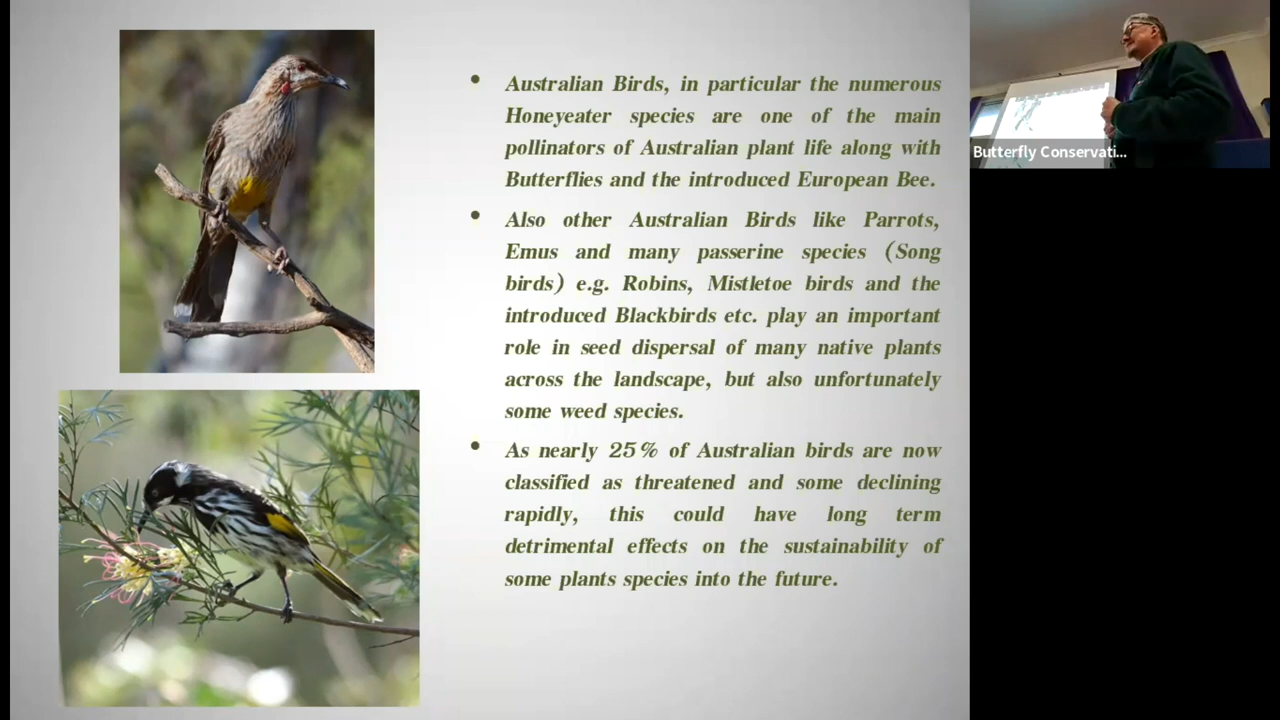 • Australian Birds, in particular the numerous
Honeyeater species are one of the main
pollinators of Australian plant life along with
Butterflies and the introduced European Bee.
• Also other Australian Birds like Parrots,
Emus and many passerine species (Song
birds) e.g. Robins, Mistletoe birds and the
introduced Blackbirds etc. play an important
role in seed dispersal of many native plants
across the landscape, but also unfortunately
some weed species.
• As nearly 25% of Australian birds are now
classified as threatened and some declining
rapidly, this could have long term
detrimental effects on the sustainability of
some plants species into the future.
Butterfly Conservati...